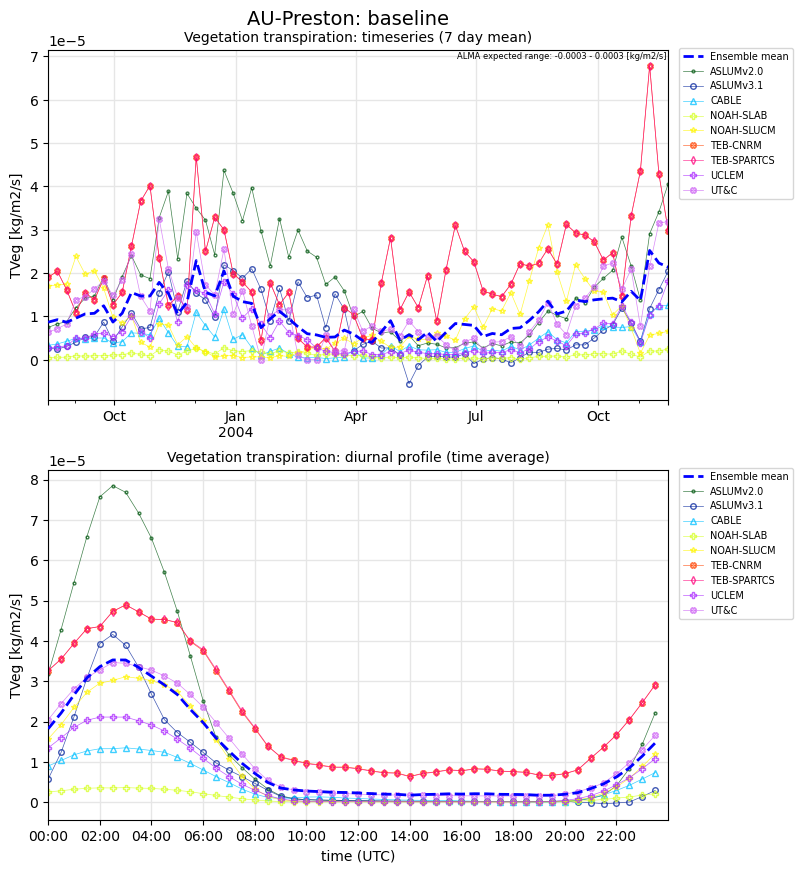 AU-Preston: baseline
Vegetation transpiration: timeseries (7 day mean)
1e−5
ALMA expected range: -0.0003 - 0.0003 [kg/m2/s]
7
6
5
4
3
2
1
0
TVeg [kg/m2/s]
Oct
Jan
2004
Apr
Jul
Oct
Ensemble mean
ASLUMv2.0
ASLUMv3.1
CABLE
NOAH-SLAB
NOAH-SLUCM
TEB-CNRM
TEB-SPARTCS
UCLEM
UT&C
Vegetation transpiration: diurnal profile (time average)
1e−5
8
7
6
5
4
3
2
1
0
TVeg [kg/m2/s]
00:00
02:00
04:00
06:00
08:00
10:00
12:00
14:00
16:00
18:00
20:00
22:00
time (UTC)
Ensemble mean
ASLUMv2.0
ASLUMv3.1
CABLE
NOAH-SLAB
NOAH-SLUCM
TEB-CNRM
TEB-SPARTCS
UCLEM
UT&C